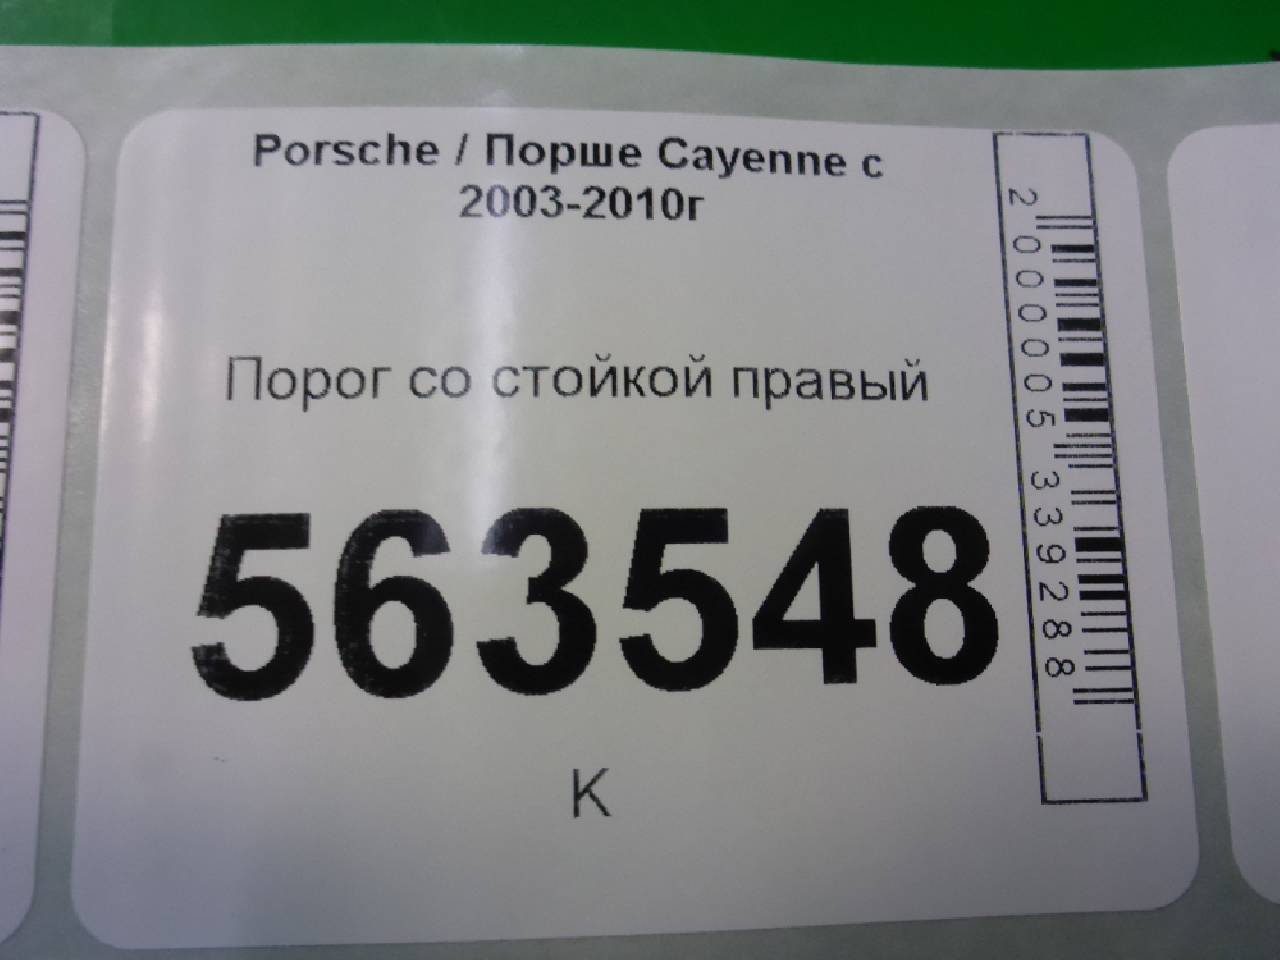 Porsche / Порше Cayenne с
2003-2010г
Порог со стойкой правый
563548
К
2000005339288